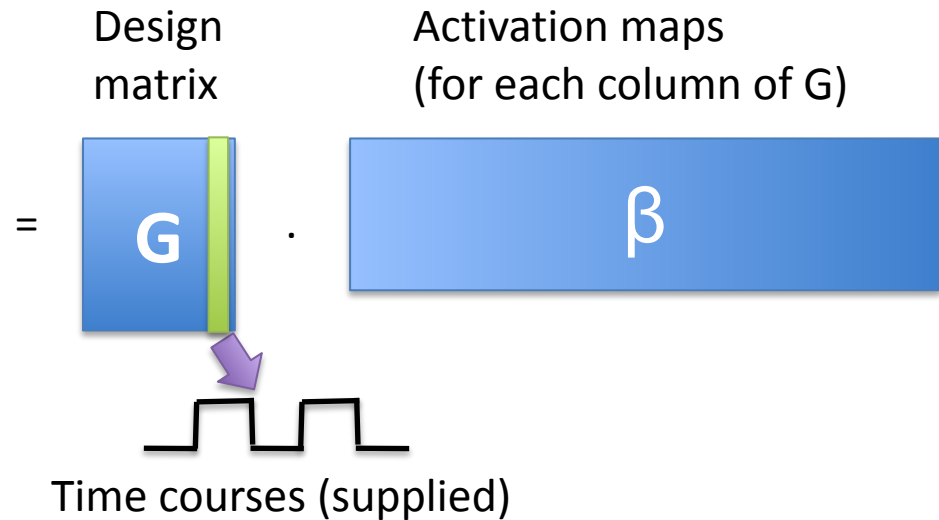 Design
matrix
Activation maps
(for each column of G)
=
G
.
β
Time courses (supplied)